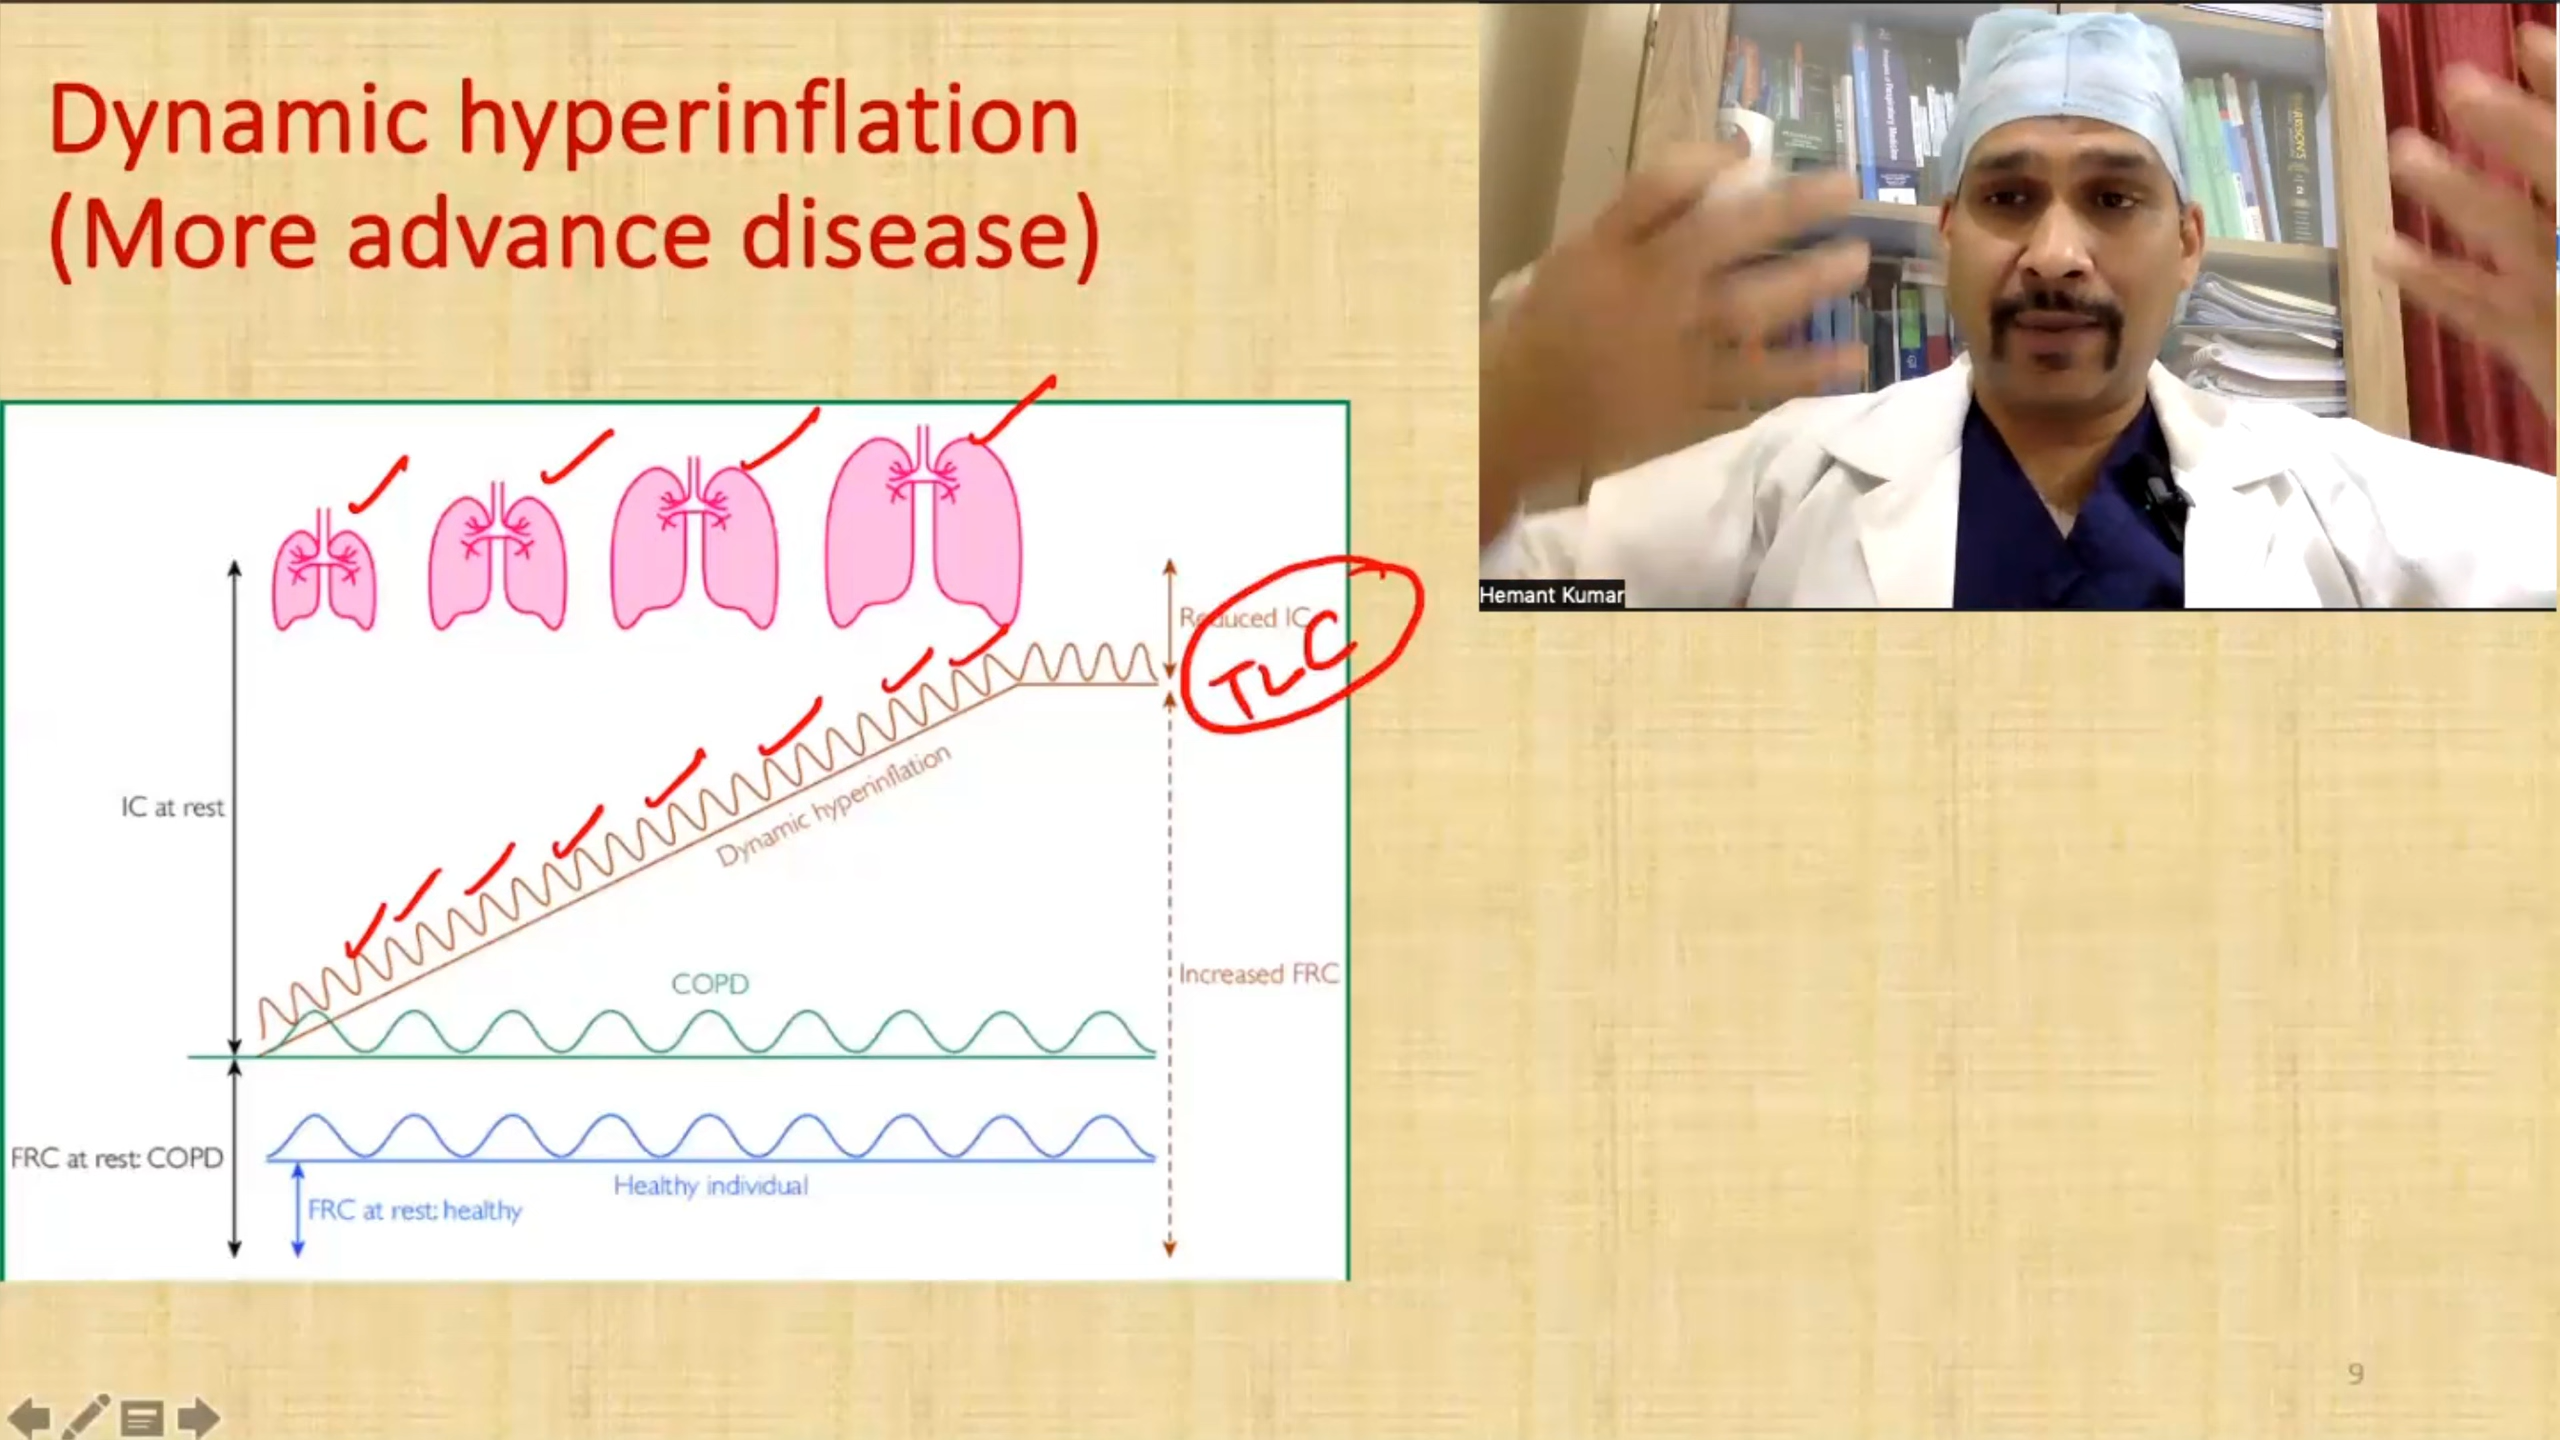 Dynamic hyperinflation
(More advance disease)
Reduced IC
TLC
IC at rest
Dynamic hyperinflation
COPD
Increased FRC
FRC at rest: COPD
Healthy individual
FRC at rest: healthy
Hemant Kumar
9